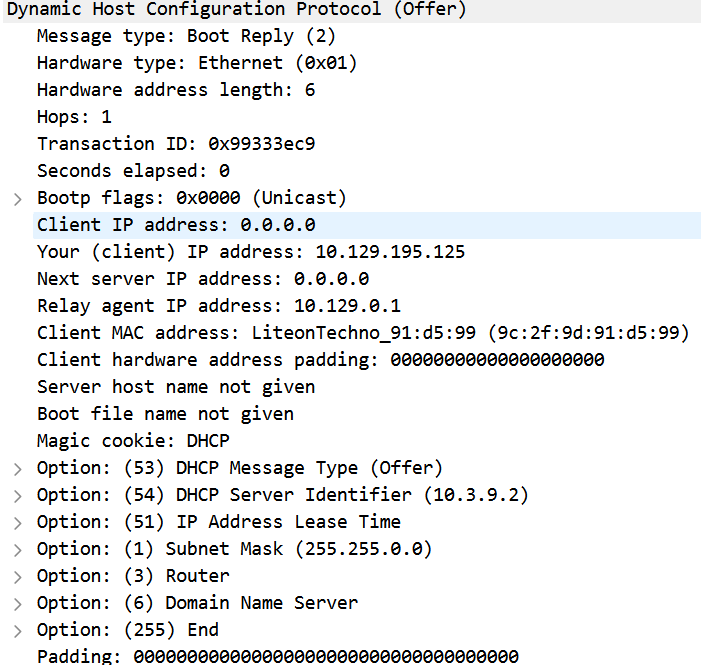 Dynamic Host Configuration Protocol (Offer)
Message type: Boot Reply (2)
Hardware type: Ethernet (0x01)
Hardware address length: 6
Hops: 1
Transaction ID: 0x99333ec9
Seconds elapsed: 0
Bootp flags: 0x0000 (Unicast)
Client IP address: 0.0.0.0
Your (client) IP address: 10.129.195.125
Next server IP address: 0.0.0.0
Relay agent IP address: 10.129.0.1
Client MAC address: LiteonTechno_91:d5:99 (9c:2f:9d:91:d5:99)
Client hardware address padding: 00000000000000000000
Server host name not given
Boot file name not given
Magic cookie: DHCP
Option: (53) DHCP Message Type (Offer)
Option: (54) DHCP Server Identifier (10.3.9.2)
Option: (51) IP Address Lease Time
Option: (1) Subnet Mask (255.255.0.0)
Option: (3) Router
Option: (6) Domain Name Server
Option: (255) End
Padding: 000000000000000000000000000000000000